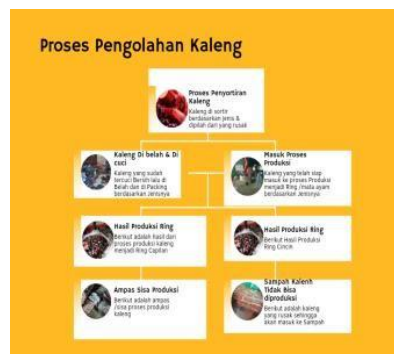 Proses Pengolahan Kaleng
Proses Penyortiran
Kaleng
Kaleng di sortir
berdasarkan jenis &
dipilah dari yang rusak
Kaleng Di belah & Di
cuci
Kaleng yang sudah
tercuci Bersih lalu di
Belah dan di Packing
berdasarkan Jenisnya
Masuk Proses
Produksi
Kaleng yang telah siap
masuk ke proses Produksi
menjadi Ring /mata ayam
berdasarkan Jenisnya
Hasil Produksi Ring
Berikut adalah hasil dari
proses produksi kaleng
menjadi Ring Capitan
Hasil Produksi Ring
Berikut Hasil Produksi
Ring Cincin
Ampas Sisa Produksi
Berikut adalah ampas
/sisa proses produksi
kaleng
Sampah Kalenh
Tidak Bisa
diproduksi
Berikut adalah kaleng
yang rusak sehingga
akan masuk ke Sampah